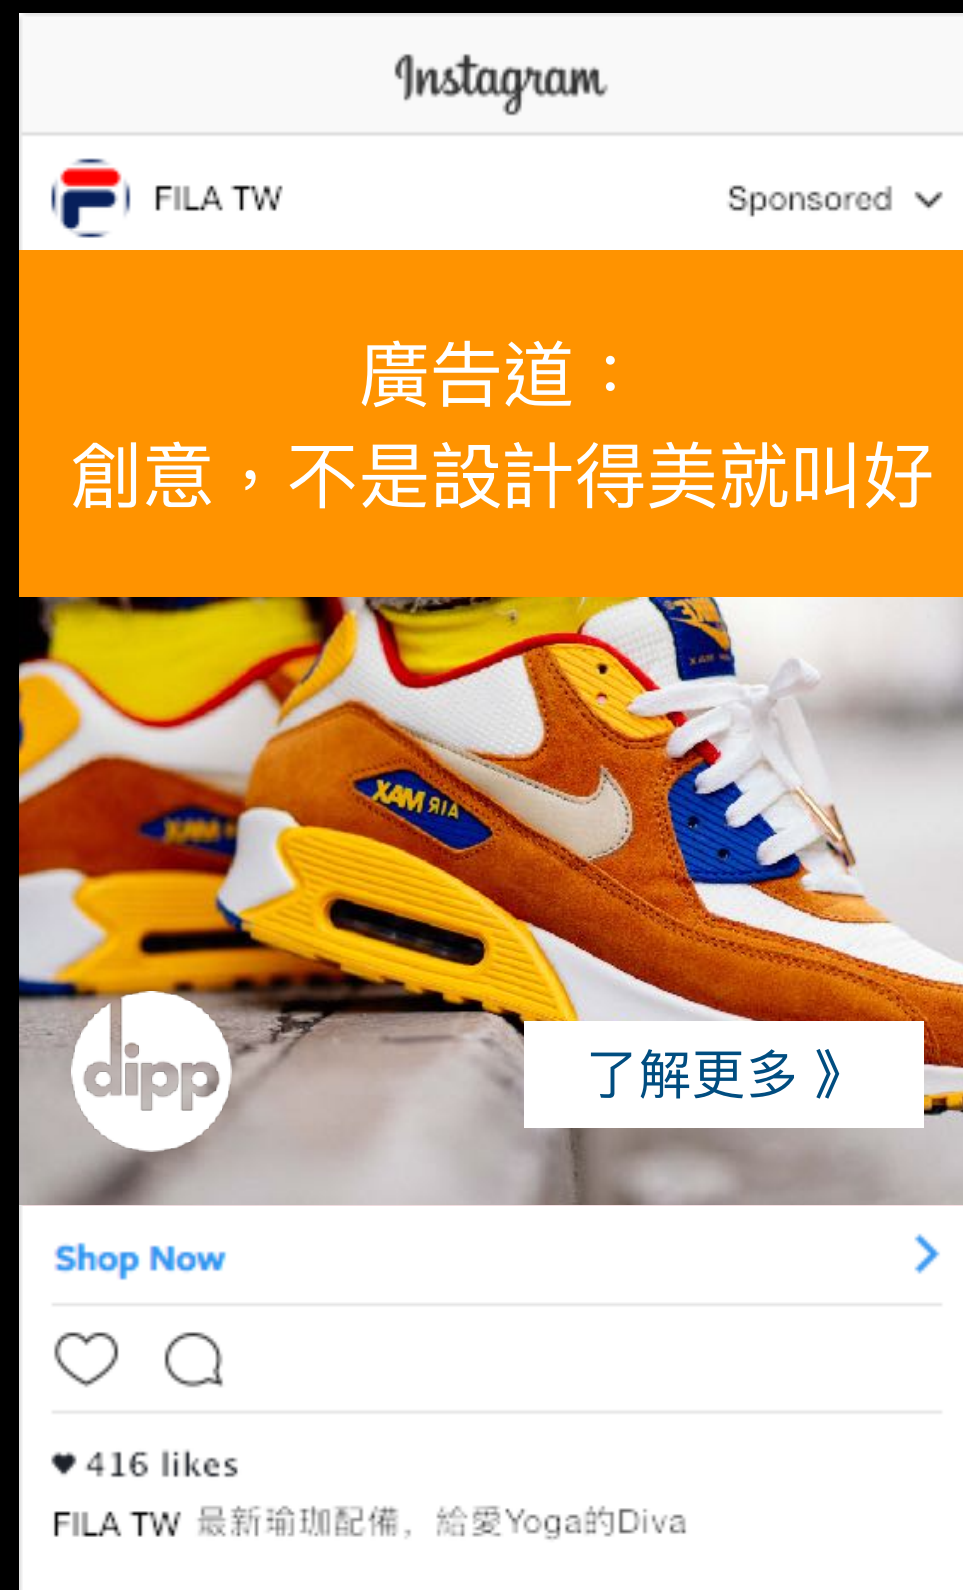 Instagram
FILA TW
Sponsored
廣告道：
創意，不是設計得美就叫好
XAM
AIR MAX
dipp
了解更多 》
Shop Now
416 likes
FILA TW 最新瑜珈配備，給愛Yoga的Diva